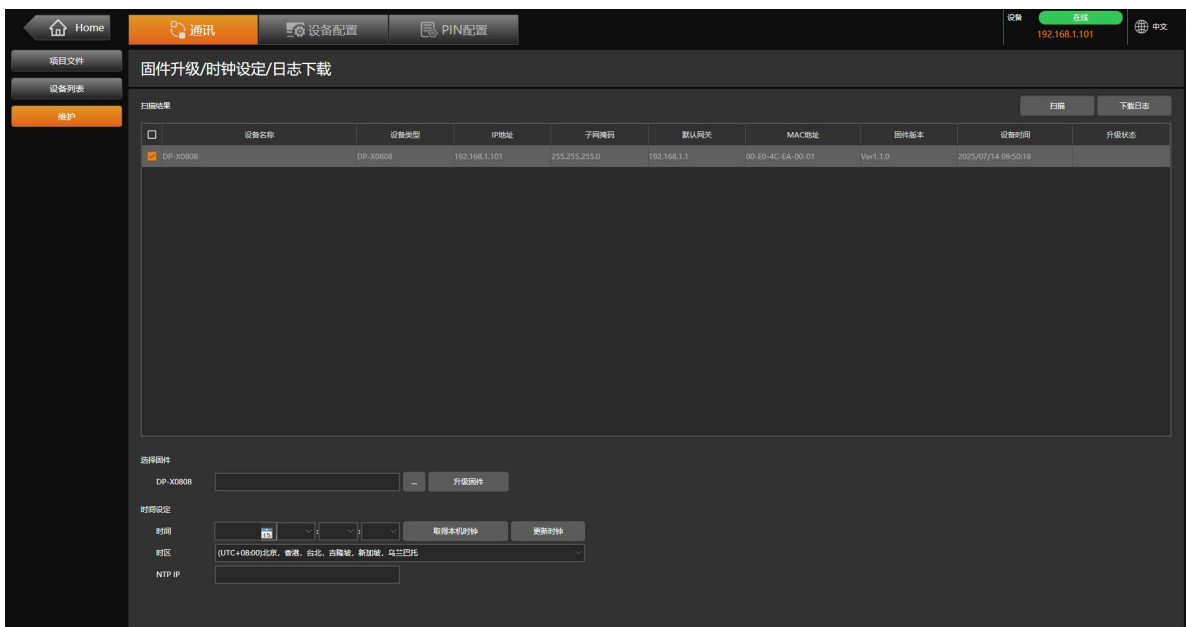 Home 通讯 设备配置 PIN配置 设备 在线 中文
192.168.1.101
项目文件
设备列表
维护
固件升级/时钟设定/日志下载
扫描结果 扫描 下载日志
设备名称 设备类型 IP地址 子网掩码 默认网关 MAC地址 固件版本 设备时间 升级状态
DP-X0808 DP-X0808 192.168.1.101 255.255.255.0 192.168.1.1 00-E0-4C-EA-00-01 Ver1.1.0 2025/07/14 09:50:18
选择固件
DP-X0808 ... 升级固件
时间设定
时间 15 : : 取得本机时钟 更新时钟
时区 (UTC+08:00)北京，香港，台北，吉隆坡，新加坡，乌兰巴托
NTP IP